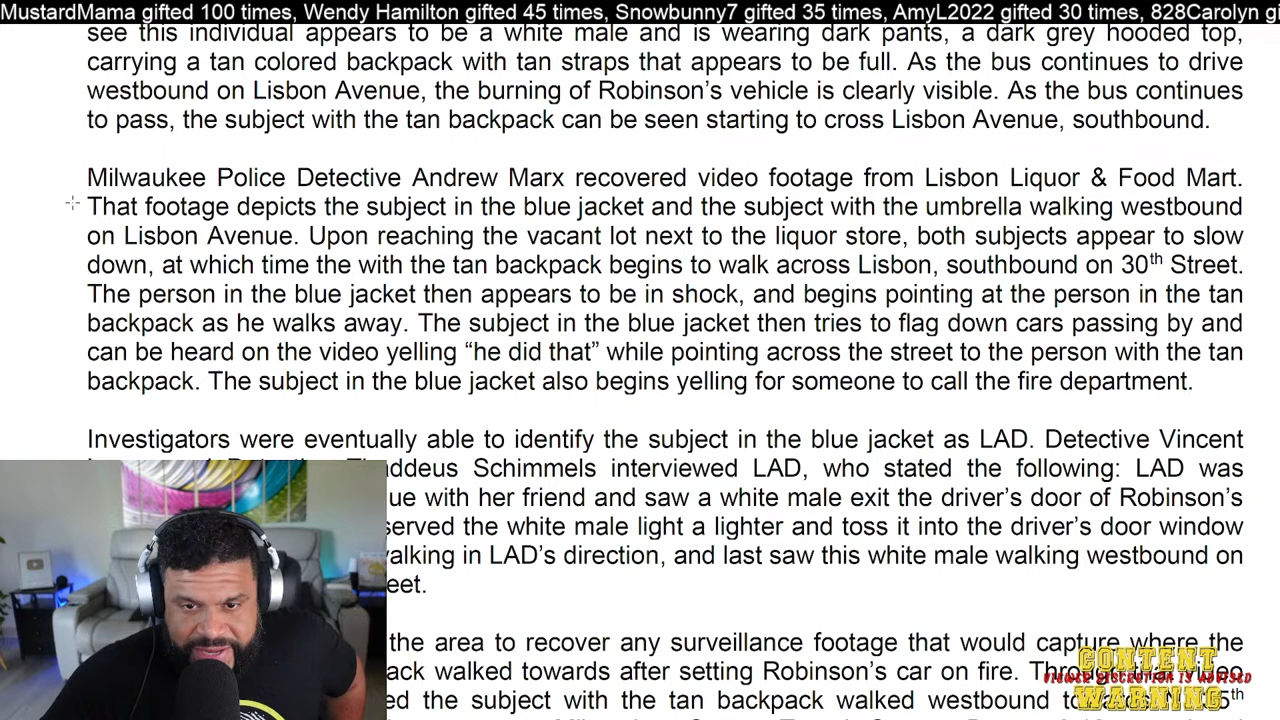 MustardMama gifted 100 times, Wendy Hamilton gifted 45 times, Snowbunny7 gifted 35 times, AmyL2022 gifted 30 times, 828Carolyn gi
see this individual appears to be a white male and is wearing dark pants, a dark grey hooded top,
carrying a tan colored backpack with tan straps that appears to be full. As the bus continues to drive
westbound on Lisbon Avenue, the burning of Robinson’s vehicle is clearly visible. As the bus continues
to pass, the subject with the tan backpack can be seen starting to cross Lisbon Avenue, southbound.
Milwaukee Police Detective Andrew Marx recovered video footage from Lisbon Liquor & Food Mart.
That footage depicts the subject in the blue jacket and the subject with the umbrella walking westbound
on Lisbon Avenue. Upon reaching the vacant lot next to the liquor store, both subjects appear to slow
down, at which time the with the tan backpack begins to walk across Lisbon, southbound on 30th Street.
The person in the blue jacket then appears to be in shock, and begins pointing at the person in the tan
backpack as he walks away. The subject in the blue jacket then tries to flag down cars passing by and
can be heard on the video yelling “he did that” while pointing across the street to the person with the tan
backpack. The subject in the blue jacket also begins yelling for someone to call the fire department.
Investigators were eventually able to identify the subject in the blue jacket as LAD. Detective Vincent
Schimmels interviewed LAD, who stated the following: LAD was
ue with her friend and saw a white male exit the driver’s door of Robinson’s
served the white male light a lighter and toss it into the driver’s door window
alking in LAD’s direction, and last saw this white male walking westbound on
eet.
the area to recover any surveillance footage that would capture where the
ack walked towards after setting Robinson’s car on fire.
ed the subject with the tan backpack walked westbound
CONTENT
VIEWER DISCRETION IS ADVISED
WARNING